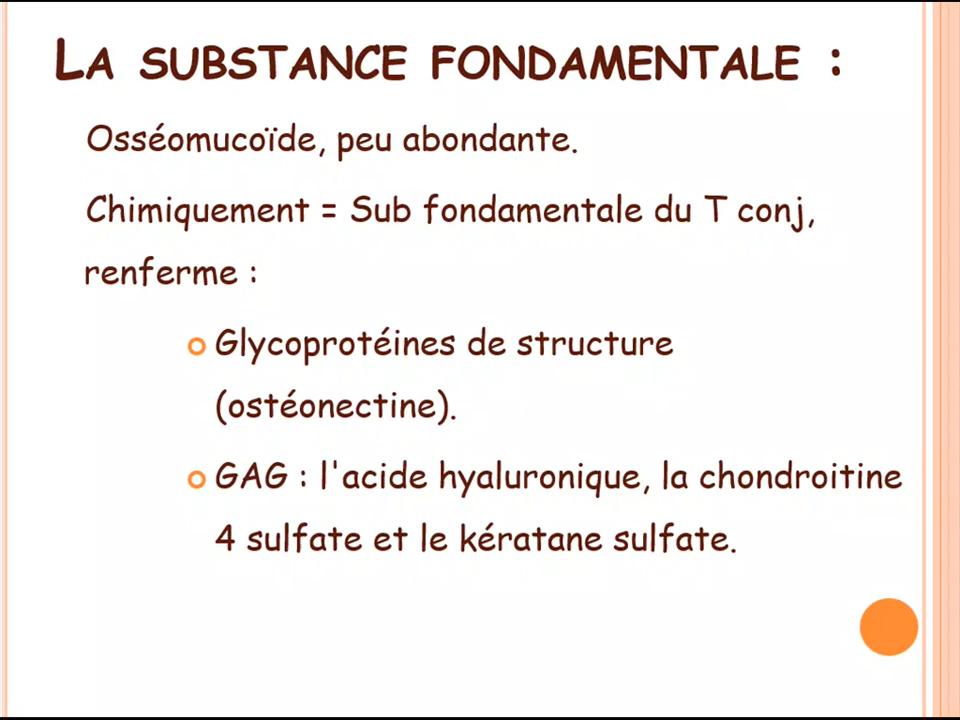 LA SUBSTANCE FONDAMENTALE :
Osséomucoïde, peu abondante.
Chimiquement = Sub fondamentale du T conj,
renferme :
Glycoprotéines de structure
(ostéonectine).
GAG : l'acide hyaluronique, la chondroitine
4 sulfate et le kératane sulfate.